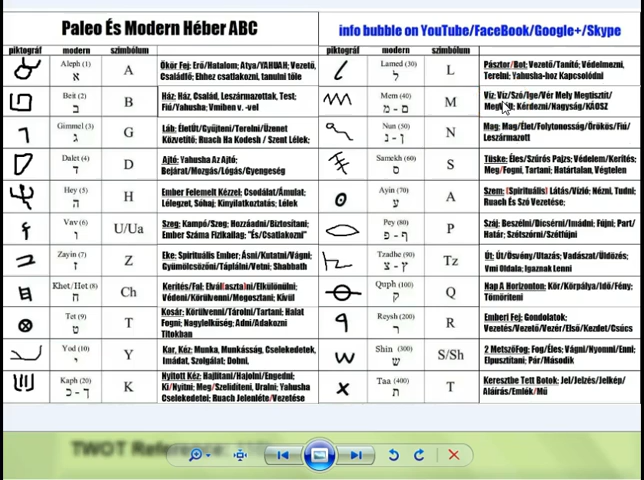 Paleo És Modern Héber ABC
info bubble on YouTube/FaceBook/Google+/Skype
piktográf modern szimbólum
piktográf modern szimbólum
Aleph (1)
א
A
Ökör Fej: Erő/Hatalom; Atya/YAHUAH; Vezető,
Családfő; Ehhez csatlakozni, tanulni tőle
Beit (2)
ב
B
Ház; Ház, Család, Leszármazottak, Test;
Fiú/Yahusha; Vmiben v. -vel
Gimmel (3)
ג
G
Láb; ÉletÚt/Gyűjteni/Terelni/Üzenet
Közvetítő; Ruach Ha Kodesh / Szent Lélek;
Dalet (4)
ד
D
Ajtó; Yahusha Az Ajtó;
Bejárat/Mozgás/Lógás/Gyengeség
Hey (5)
ה
H
Ember Felemelt Kézzel; Csodálat/Ámulat;
Lélegzet, Sóhaj; Kinyilatkoztatás; Lélek
Vav (6)
ו
U/Ua
Szeg; Kampó/Szeg; Hozzáadni/Biztosítani;
Ember Száma Fizikailag; "És/Csatlakozni"
Zayin (7)
ז
Z
Eke; Spirituális Ember; Ásni/Kutatni/Vágni;
Gyümölcsözöni/Táplálni/Vetni; Shabbath
Khet/Het (8)
ח
Ch
Kerítés/Fal; Elválaszta(ni)/Elkülönülni;
Védeni/Körülvenni/Megosztani; Kívül
Tet (9)
ט
T
Kosár; Körülvenni/Tárolni/Tartani; Halat
Fogni; Nagylelkűség; Adni/Adakozni
Titokban
Yod (10)
י
Y
Kar, Kéz; Munka, Munkásság, Cselekedetek,
Imádat, Szolgálat; Dobni,
Kaph (20)
ך - כ
K
Nyitott Kéz; Hajlítani/Hajolni/Engedni;
Ki/Nyitni; Meg/Szelídíteni, Uralni; Yahusha
Cselekedetei; Ruach Jelenléte/Vezetése
Lamed (30)
ל
L
Pásztor/Bot; Vezető/Tanító; Védelmezni,
Terelni; Yahusha-hoz Kapcsolódni
Mem (40)
ם - מ
M
Víz; Víz/Szó/Ige/Vér Mely Megtisztít/
Kérdezni/Nagyság/KÁOSZ
Nun (50)
ן - נ
N
Mag; Mag/Élet/Folytonosság/Örökös/Fiú/
Leszármazott
Samekh (60)
ס
S
Tüske; Éles/Szúrós Pajzs; Védelem/Kerítés;
Meg/Fogni, Tartani; Határtalan, Végtelen
Ayin (70)
ע
A
Szem; (Spirituális) Látás/Vízió; Nézni, Tudni;
Ruach És Szó Vezetése;
Pey (80)
ף - פ
P
Száj; Beszélni/Dicsérni/Imádni; Fújni; Part/
Határ; Szétszórni/Szétfújni
Tzadhe (90)
ץ - צ
Tz
Út; Út/Ösvény/Utazás; Vadászat/Üldözés;
Vmi Oldala; Igaznak Lenni
Quph (100)
ק
Q
Nap A Horizonton; Kör/Körpálya/Idő/Fény;
Tömöríteni
Reysh (200)
ר
R
Emberi Fej; Gondolatok;
Vezetés/Vezető/Vezér/Első/Kezdet/Csúcs
Shin (300)
ש
S/Sh
2 MetszőFog; Fog/Éles; Vágni/Nyomni/Enni;
Elpusztítani; Pár/Második
Taa (400)
ת
T
Keresztbe Tett Botok; Jel/Jelzés/Jelkép/
Aláírás/Emlék/Mű
TWOT Reference: